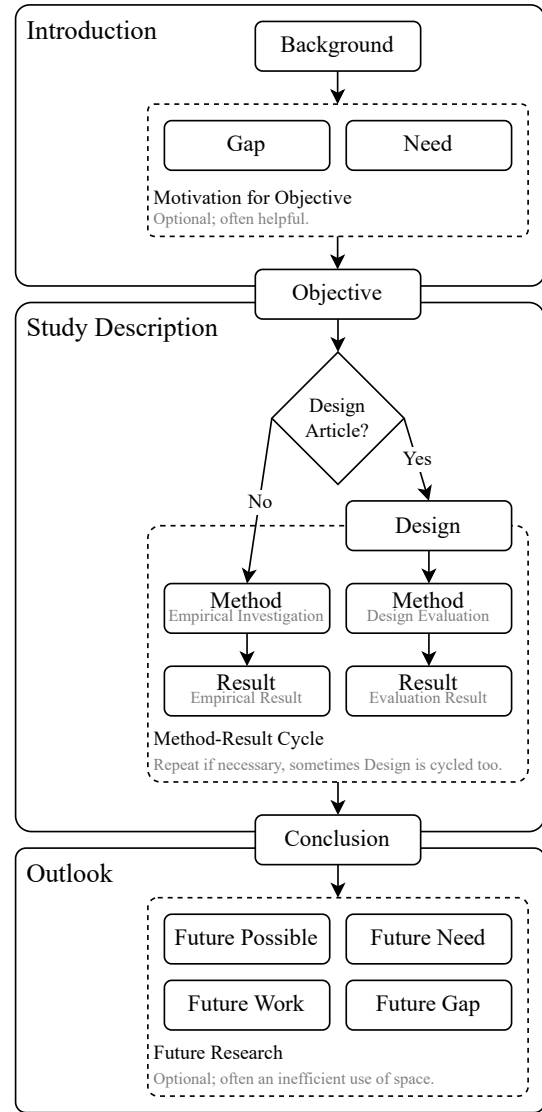 Introduction
Background
Gap
Need
Motivation for Objective
Optional; often helpful.
Objective
Study Description
Design
Article?
Yes
No
Design
Method
Empirical Investigation
Method
Design Evaluation
Result
Empirical Result
Result
Evaluation Result
Method-Result Cycle
Repeat if necessary, sometimes Design is cycled too.
Conclusion
Outlook
Future Possible
Future Need
Future Work
Future Gap
Future Research
Optional; often an inefficient use of space.